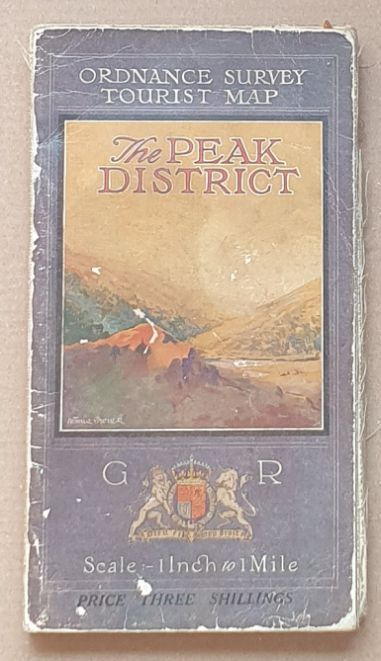 ORDNANCE SURVEY
TOURIST MAP
The PEAK
DISTRICT
G R
Scale:- 1 Inch to 1 Mile
PRICE THREE SHILLINGS